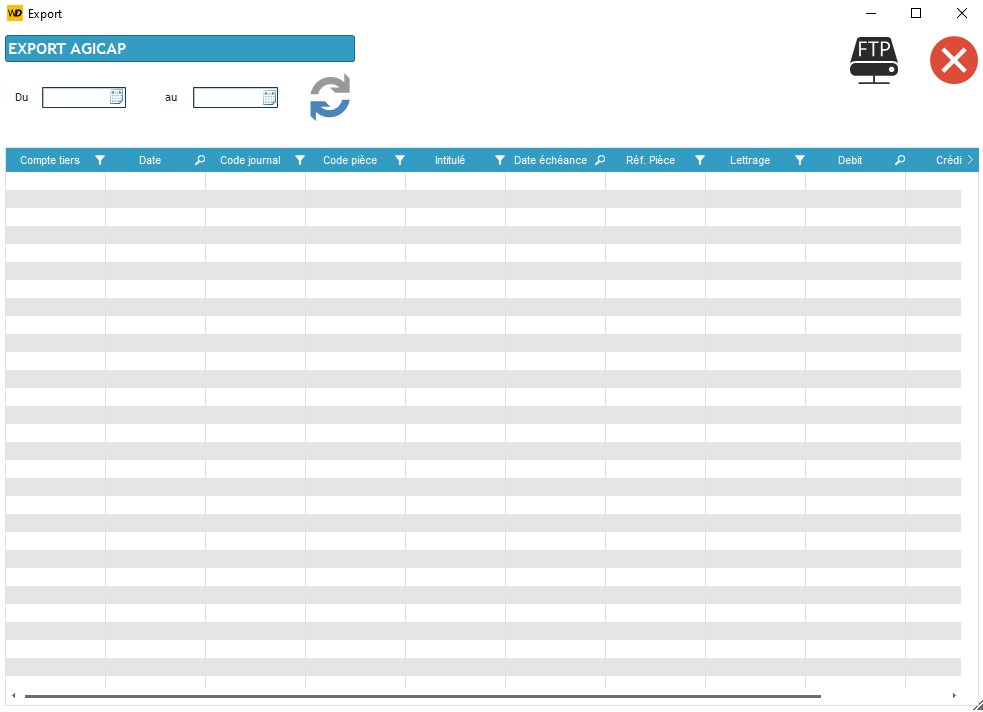 WD Export
EXPORT AGICAP
FTP
Du
au
Compte tiers Date Code journal Code pièce Intitulé Date échéance Réf. Pièce Lettrage Debit Crédi